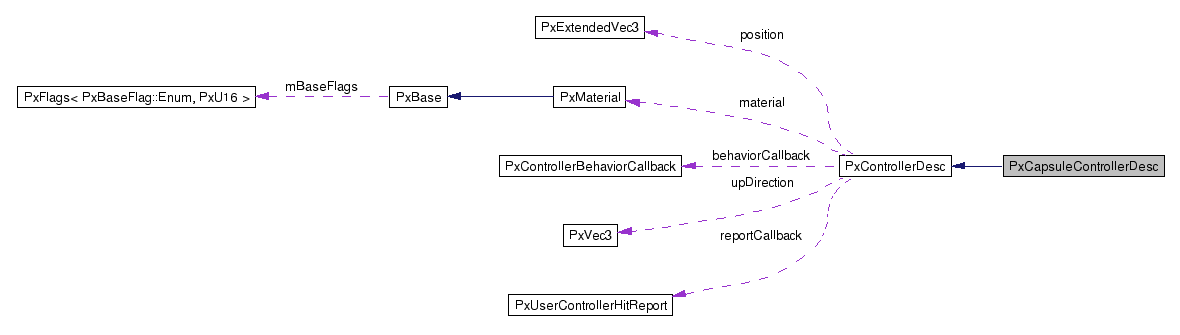 PxExtendedVec3
position
mBaseFlags
PxFlags< PxBaseFlag::Enum, PxU16 >
PxBase
PxMaterial
material
behaviorCallback
PxControllerBehaviorCallback
PxControllerDesc
PxCapsuleControllerDesc
upDirection
PxVec3
reportCallback
PxUserControllerHitReport